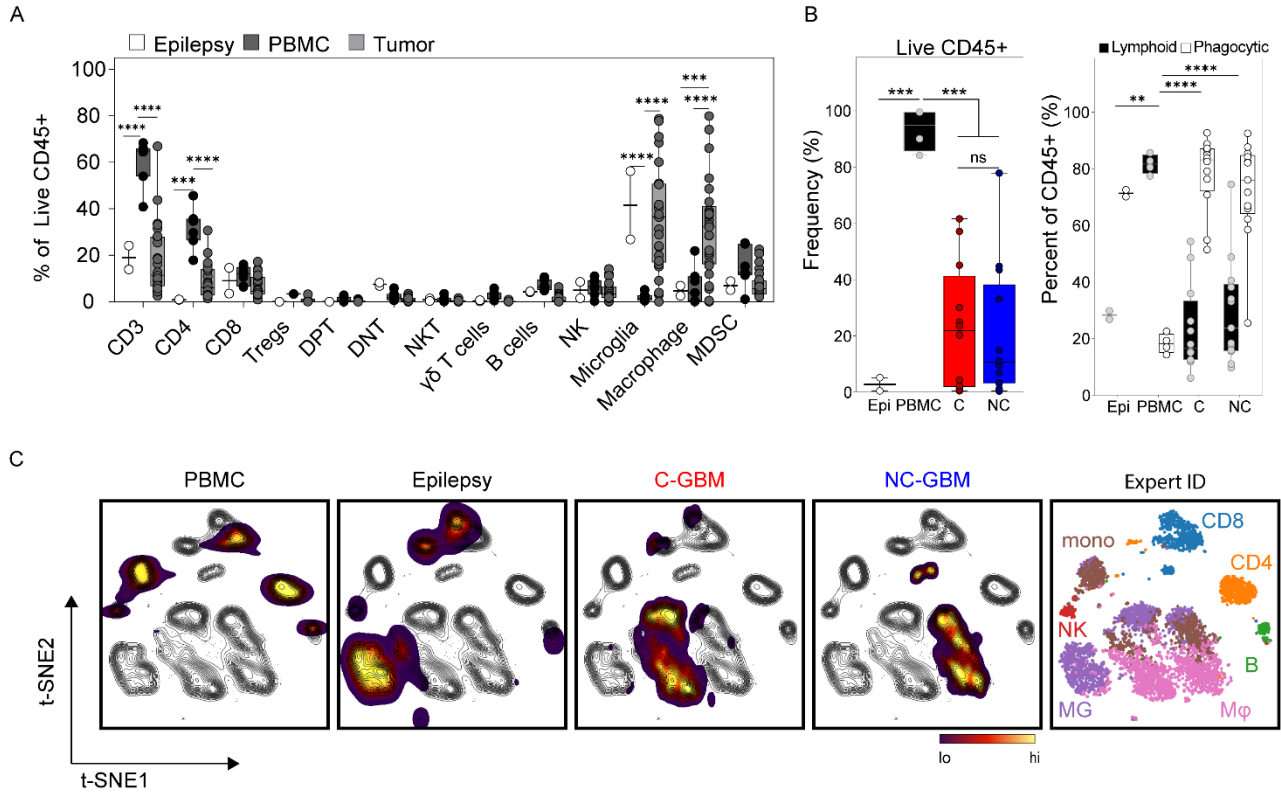 A
Epilepsy PBMC Tumor
% of Live CD45+
100
80
60
40
20
0
**** **** *** **** **** **** *** ****
CD3 CD4 CD8 Tregs DPT DNT NKT γδ T cells B cells NK Microglia Macrophage MDSC
B
Live CD45+
Frequency (%)
100
80
60
40
20
0
*** *** ns
Epi PBMC C NC
Lymphoid Phagocytic
Percent of CD45+ (%)
100
80
60
40
20
0
** **** ****
Epi PBMC C NC
C
PBMC Epilepsy C-GBM NC-GBM Expert ID
CD8
mono
CD4
NK
B
MG
Mφ
t-SNE2
t-SNE1
lo hi